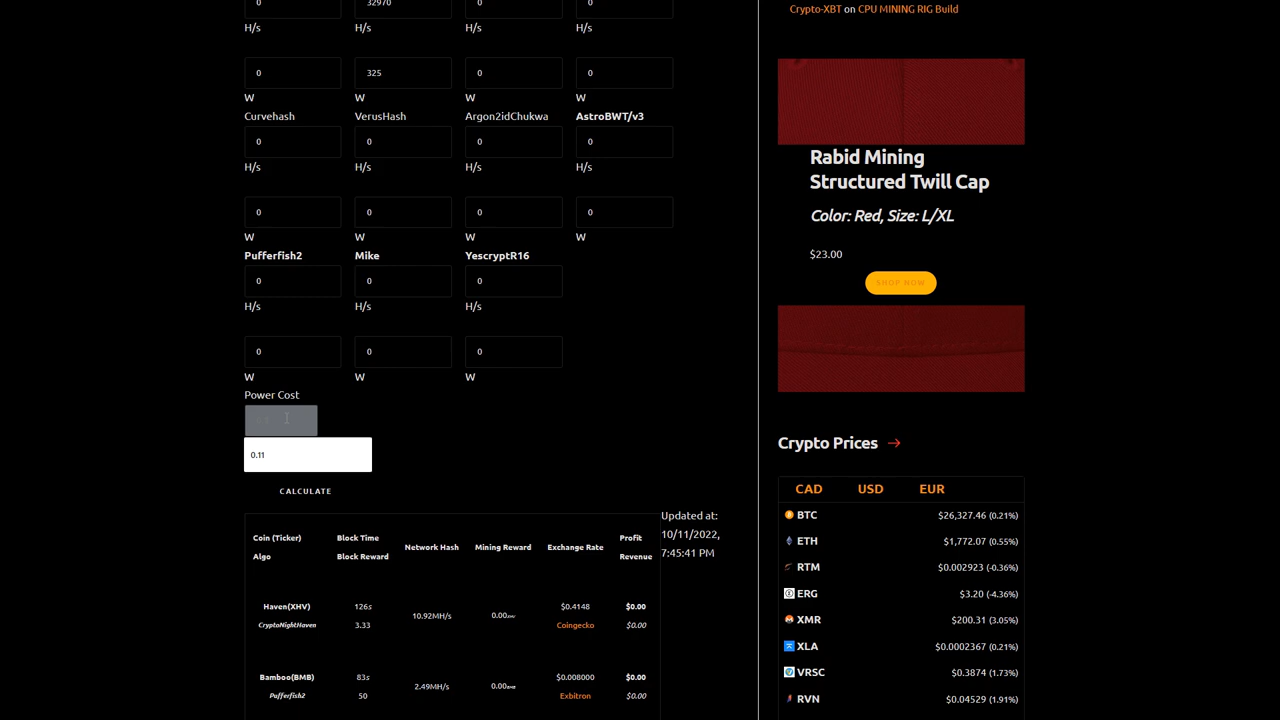 0
32970
H/s
H/s
H/s
H/s
0
325
0
0
W
W
W
W
Curvehash
VerusHash
Argon2idChukwa
AstroBWT/v3
0
0
0
0
H/s
H/s
H/s
H/s
0
0
0
0
W
W
W
W
Pufferfish2
Mike
YescryptR16
0
0
0
H/s
H/s
H/s
0
0
0
W
W
W
Power Cost
0.11
CALCULATE
Coin (Ticker)
Algo
Block Time
Block Reward
Network Hash
Mining Reward
Exchange Rate
Profit
Revenue
Haven(XHV)
CryptoNightHaven
126s
3.33
10.92MH/s
0.00
$0.4148
Coingecko
$0.00
$0.00
Bamboo(BMB)
Pufferfish2
83s
50
2.49MH/s
0.00
$0.008000
Exbitron
$0.00
$0.00
Updated at:
10/11/2022,
7:45:41 PM
Crypto-XBT on CPU MINING RIG Build
Rabid Mining
Structured Twill Cap
Color: Red, Size: L/XL
$23.00
SHOP NOW
Crypto Prices →
CAD USD EUR
BTC $26,327.46 (0.21%)
ETH $1,772.07 (0.55%)
RTM $0.002923 (-0.36%)
ERG $3.20 (-4.36%)
XMR $200.31 (3.05%)
XLA $0.0002367 (0.21%)
VRSC $0.3874 (1.73%)
RVN $0.04529 (1.91%)